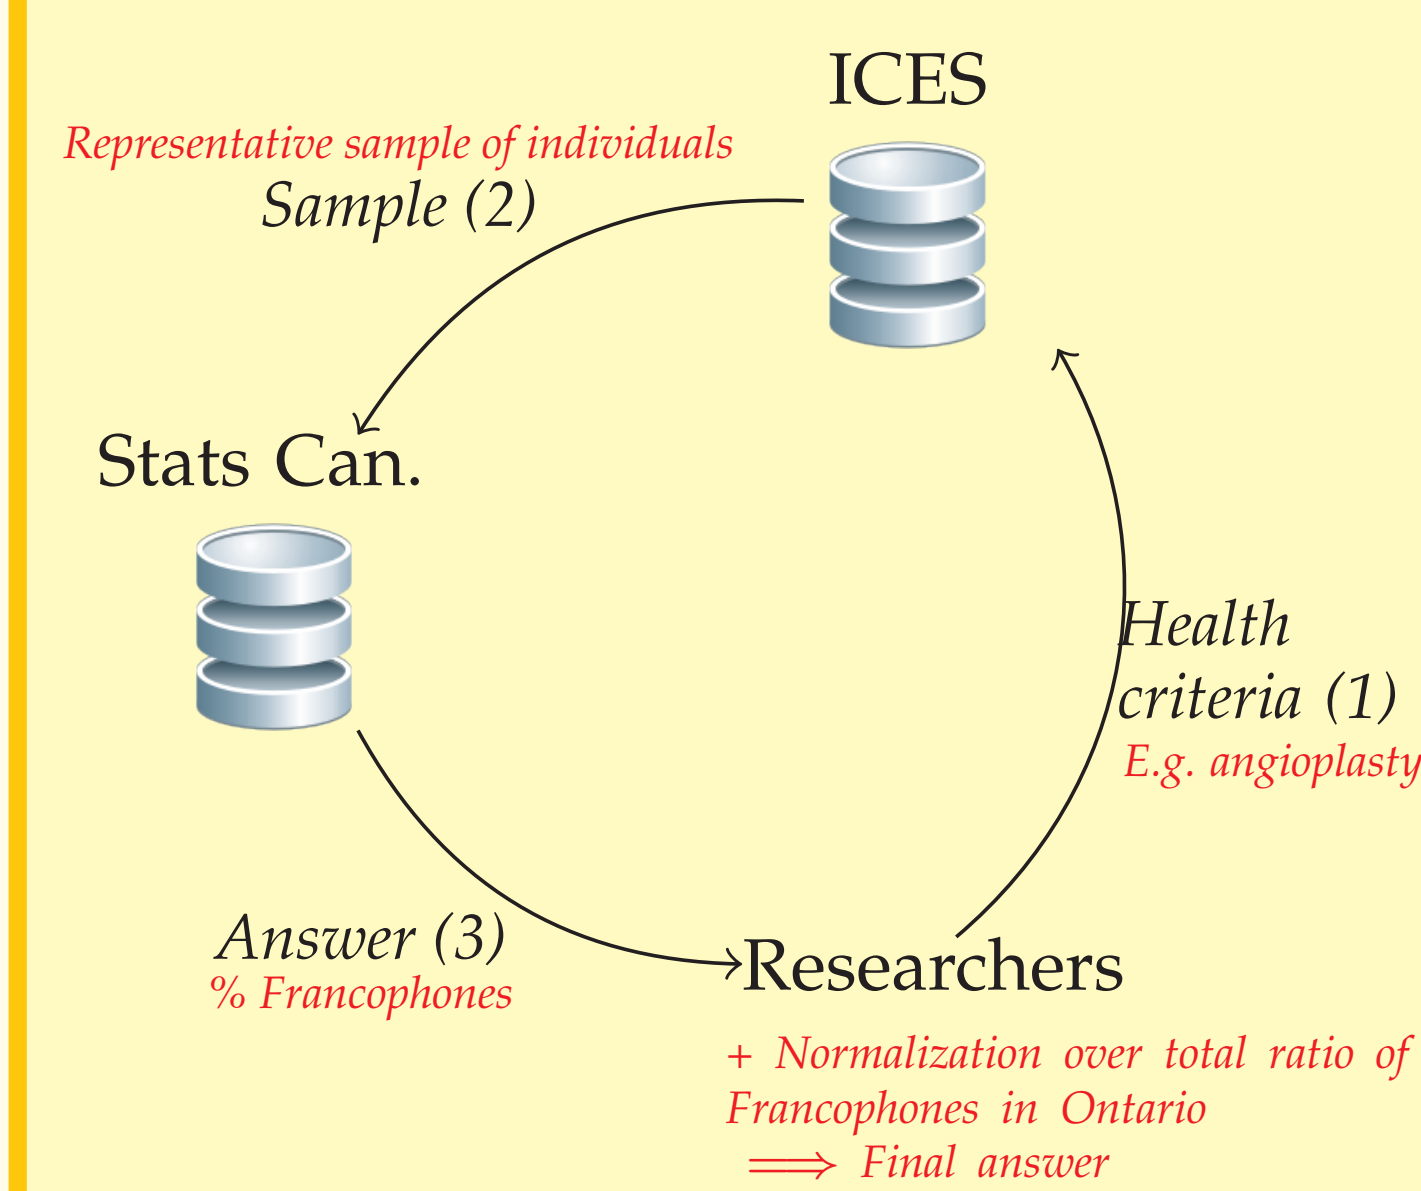 ICES
Representative sample of individuals
Sample (2)
Stats Can.
Health
criteria (1)
E.g. angioplasty
Answer (3)
% Francophones
Researchers
+ Normalization over total ratio of
Francophones in Ontario
⟹ Final answer